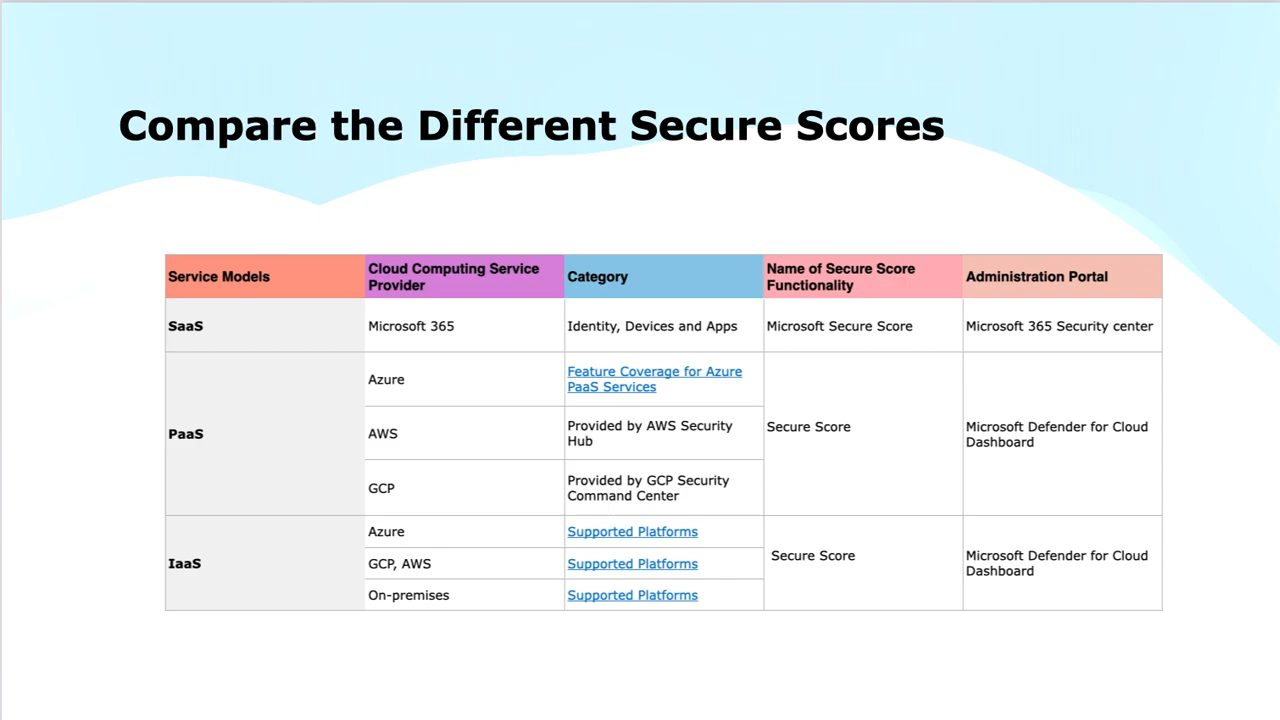 Compare the Different Secure Scores
Service Models
Cloud Computing Service
Provider
Category
Name of Secure Score
Functionality
Administration Portal
SaaS
Microsoft 365
Identity, Devices and Apps
Microsoft Secure Score
Microsoft 365 Security center
PaaS
Azure
Feature Coverage for Azure
PaaS Services
AWS
Provided by AWS Security
Hub
GCP
Provided by GCP Security
Command Center
Secure Score
Microsoft Defender for Cloud
Dashboard
IaaS
Azure
Supported Platforms
GCP, AWS
Supported Platforms
On-premises
Supported Platforms
Secure Score
Microsoft Defender for Cloud
Dashboard